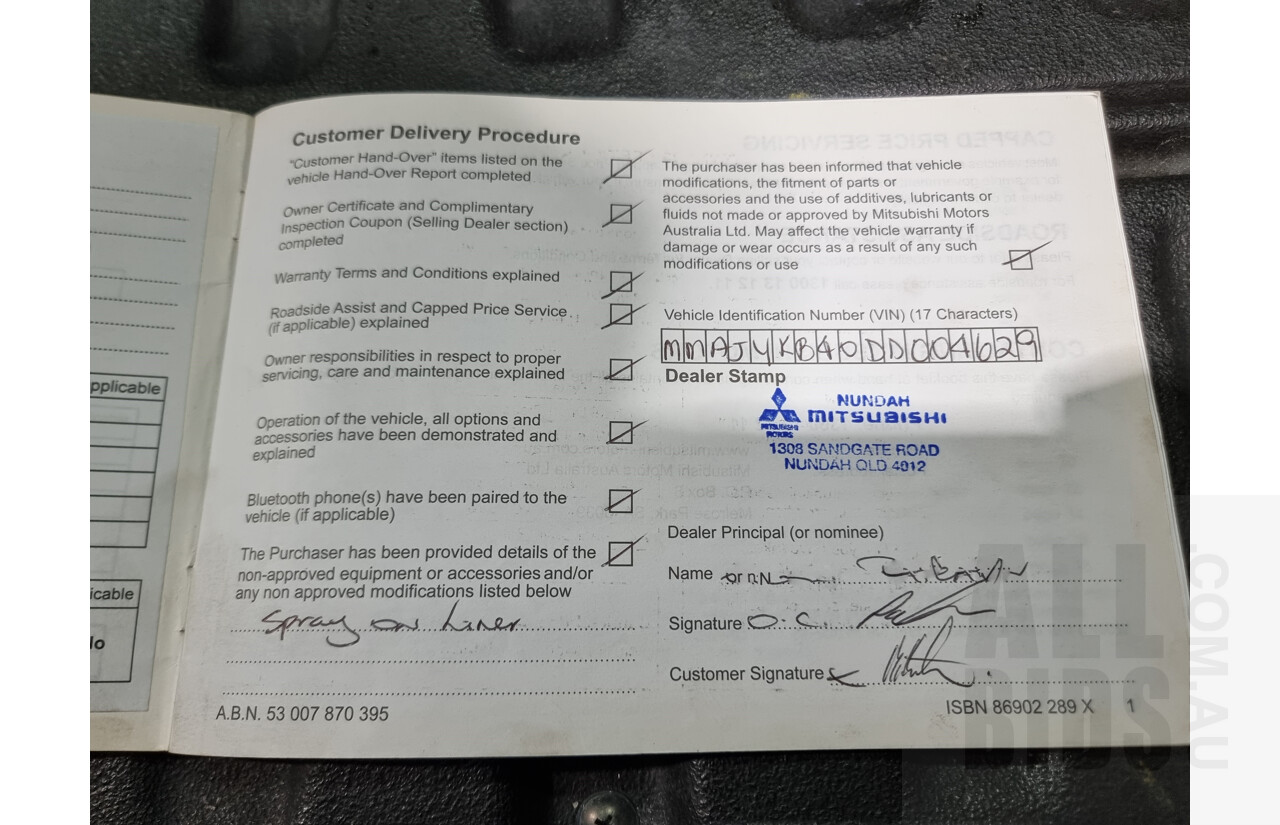 Customer Delivery Procedure
"Customer Hand-Over" items listed on the
vehicle Hand-Over Report completed
Owner Certificate and Complimentary
Inspection Coupon (Selling Dealer section)
completed
Warranty Terms and Conditions explained
Roadside Assist and Capped Price Service
(if applicable) explained
Owner responsibilities in respect to proper
servicing, care and maintenance explained
Operation of the vehicle, all options and
accessories have been demonstrated and
explained
Bluetooth phone(s) have been paired to the
vehicle (if applicable)
The Purchaser has been provided details of the
non-approved equipment or accessories and/or
any non approved modifications listed below
Spray on Liner
A.B.N. 53 007 870 395
The purchaser has been informed that vehicle
modifications, the fitment of parts or
accessories and the use of additives, lubricants or
fluids not made or approved by Mitsubishi Motors
Australia Ltd. May affect the vehicle warranty if
damage or wear occurs as a result of any such
modifications or use
Vehicle Identification Number (VIN) (17 Characters)
MMAJYKB40DD004629
Dealer Stamp
NUNDAH
MITSUBISHI
MITSUBISHI
MOTORS
1308 SANDGATE ROAD
NUNDAH QLD 4012
Dealer Principal (or nominee)
Name
Signature
Customer Signature
ISBN 86902 289 X 1
pplicable
icable
lo
ALL
BIDS
.COM.AU